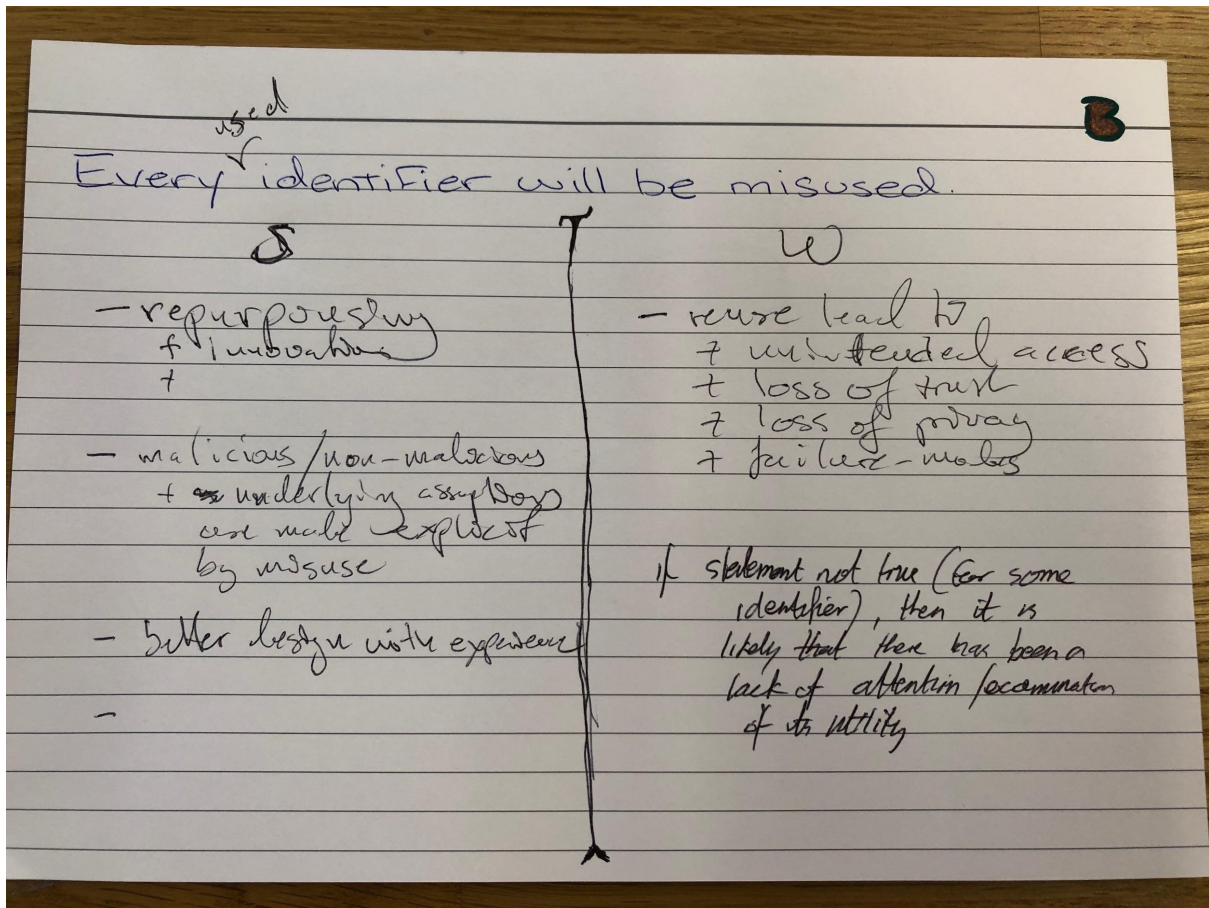 B
used
Every identifier will be misused.
S
- repurposing
+ innovation
+
- malicious/non-malicious
+ underlying assumptions
are made explicit
by misuse
- better design with experience
-
W
- reuse lead to
+ unintended access
+ loss of trust
+ loss of privacy
+ failure-modes
if statement not true (for some
identifier), then it is
likely that there has been a
lack of attention/examination
of its utility